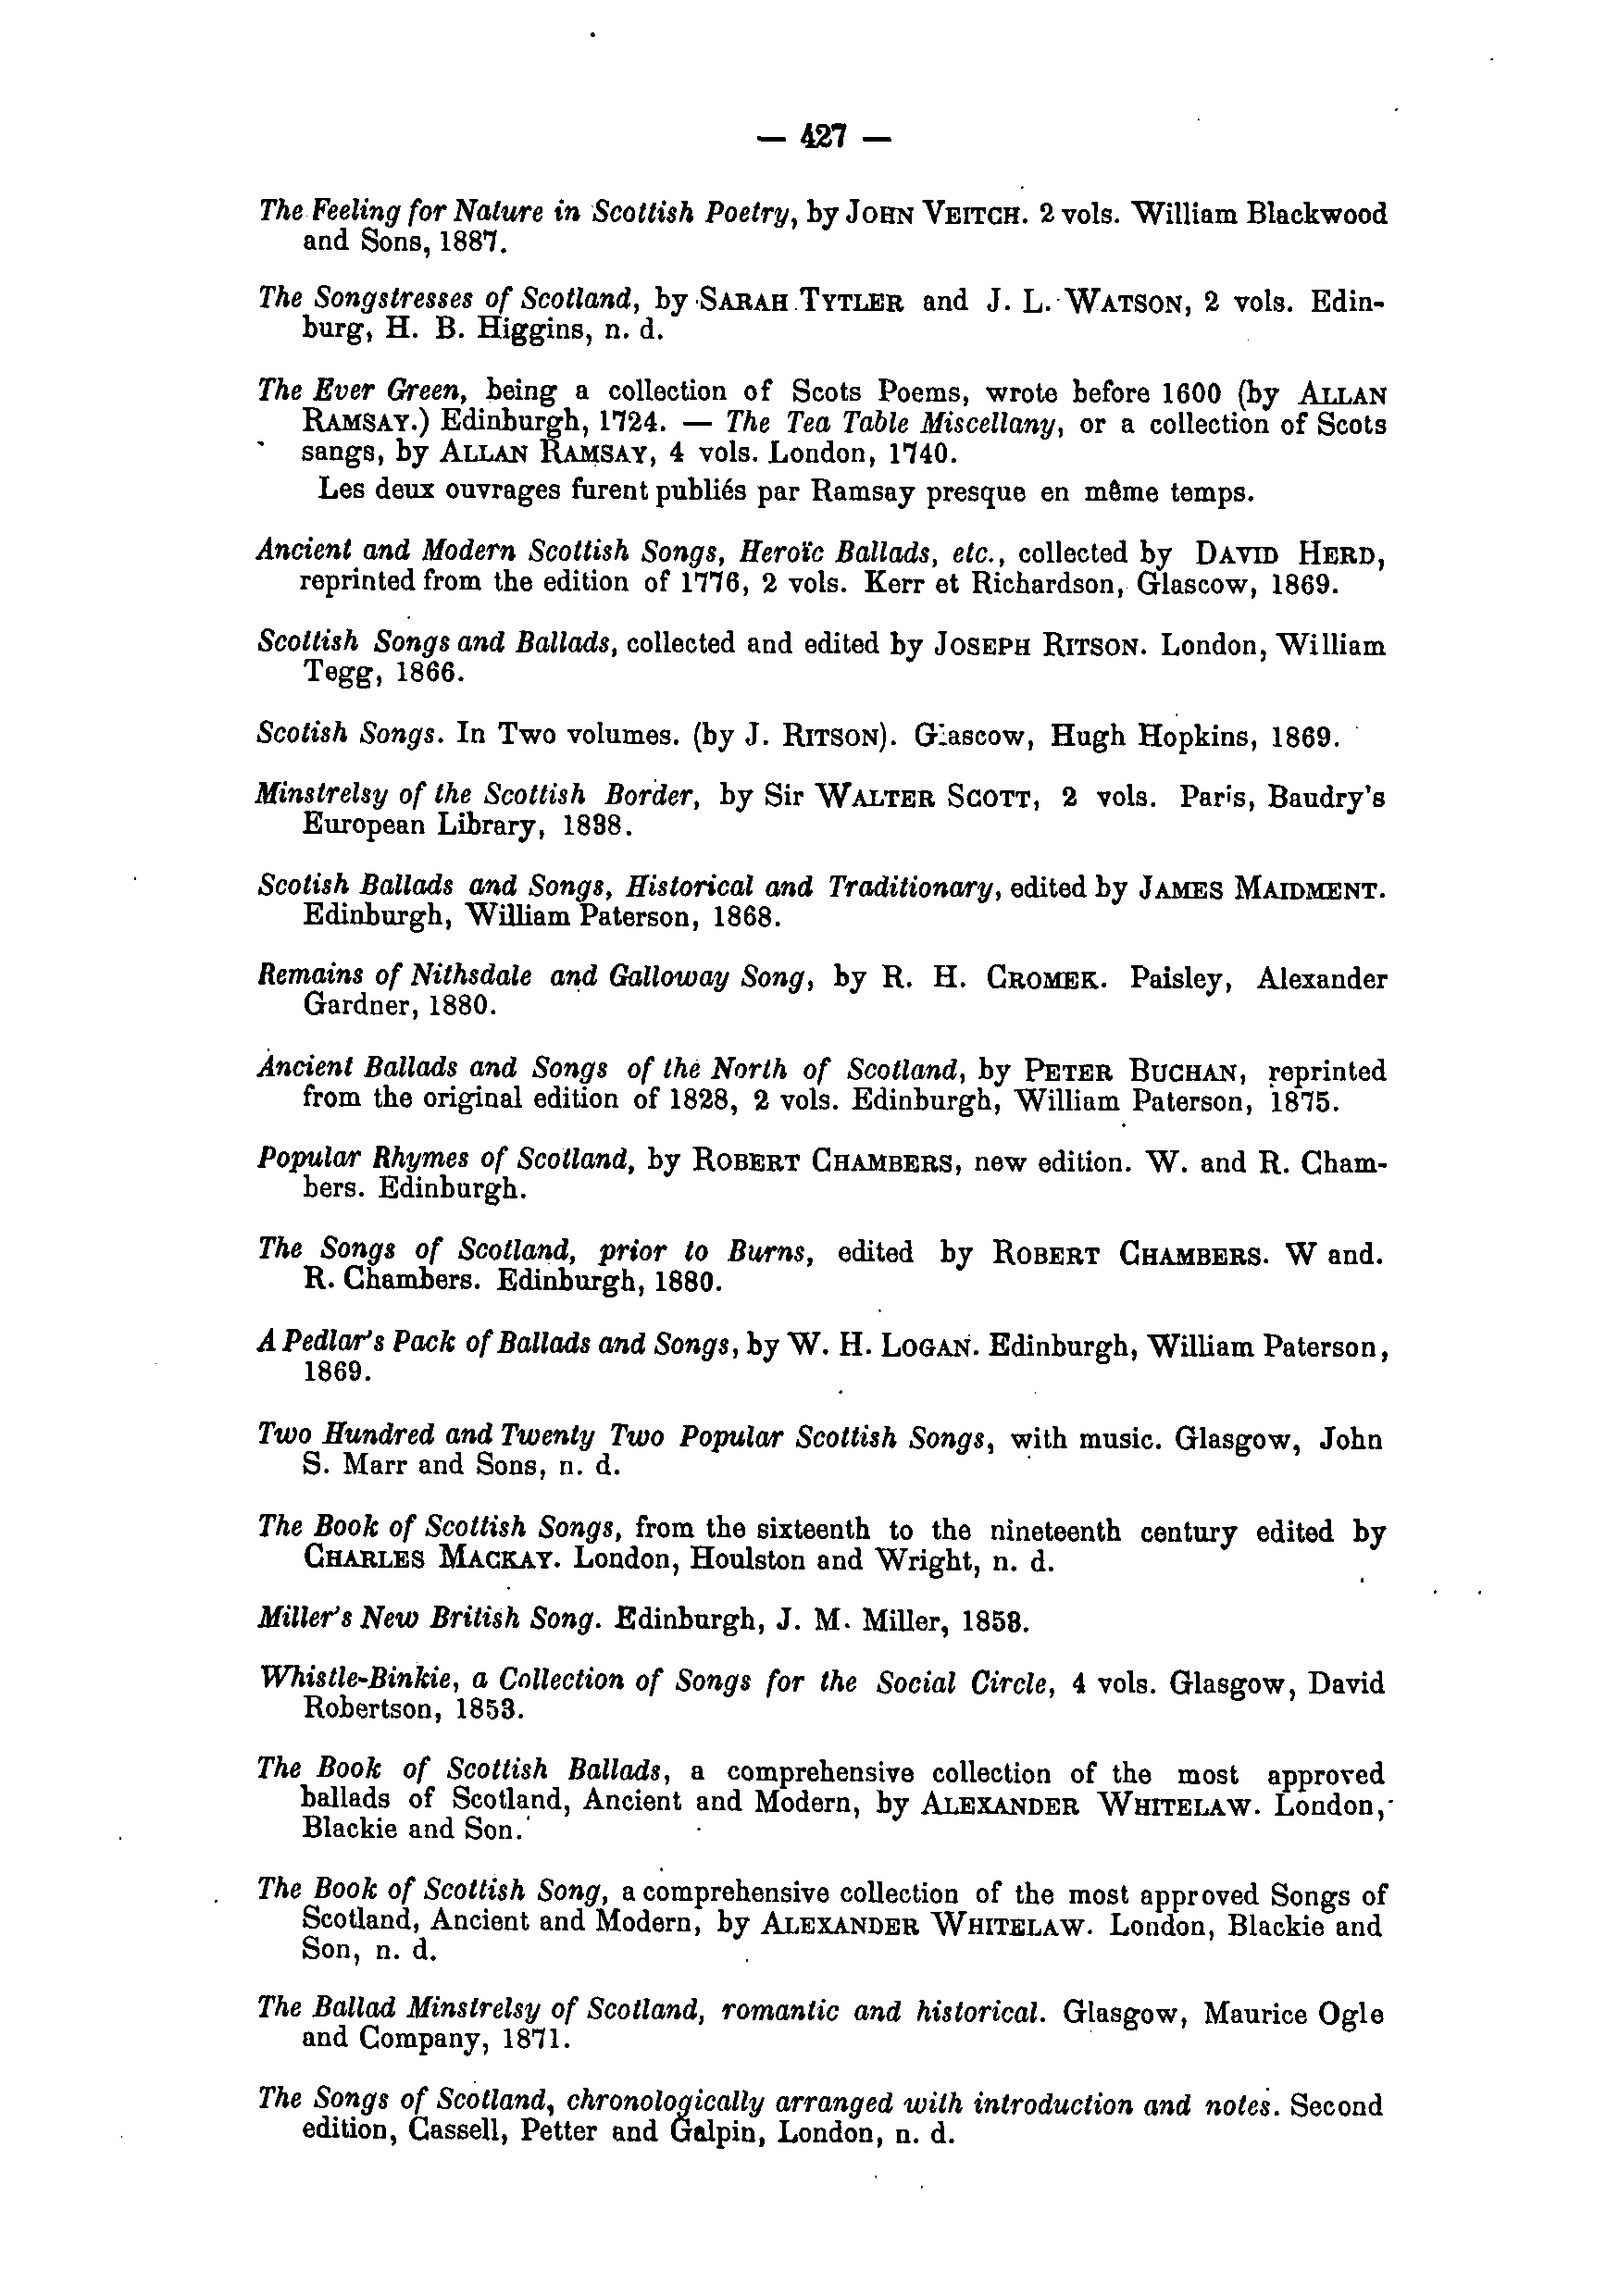 — 427 —
The Feeling for Nature in Scottish Poetry, by JOHN VEITCH. 2 vols. William Blackwood
and Sons, 1887.
The Songstresses of Scotland, by SARAH TYTLER and J. L. WATSON, 2 vols. Edin-
burg, H. B. Higgins, n. d.
The Ever Green, being a collection of Scots Poems, wrote before 1600 (by ALLAN
RAMSAY.) Edinburgh, 1724. — The Tea Table Miscellany, or a collection of Scots
sangs, by ALLAN RAMSAY, 4 vols. London, 1740.
Les deux ouvrages furent publiés par Ramsay presque en même temps.
Ancient and Modern Scottish Songs, Heroïc Ballads, etc., collected by DAVID HERD,
reprinted from the edition of 1776, 2 vols. Kerr et Richardson, Glascow, 1869.
Scottish Songs and Ballads, collected and edited by JOSEPH RITSON. London, William
Tegg, 1866.
Scotish Songs. In Two volumes. (by J. RITSON). Glascow, Hugh Hopkins, 1869.
Minstrelsy of the Scottish Border, by Sir WALTER SCOTT, 2 vols. Paris, Baudry's
European Library, 1838.
Scotish Ballads and Songs, Historical and Traditionary, edited by JAMES MAIDMENT.
Edinburgh, William Paterson, 1868.
Remains of Nithsdale and Galloway Song, by R. H. CROMEK. Paisley, Alexander
Gardner, 1880.
Ancient Ballads and Songs of the North of Scotland, by PETER BUCHAN, reprinted
from the original edition of 1828, 2 vols. Edinburgh, William Paterson, 1875.
Popular Rhymes of Scotland, by ROBERT CHAMBERS, new edition. W. and R. Cham-
bers. Edinburgh.
The Songs of Scotland, prior to Burns, edited by ROBERT CHAMBERS. W and.
R. Chambers. Edinburgh, 1880.
A Pedlar's Pack of Ballads and Songs, by W. H. LOGAN. Edinburgh, William Paterson,
1869.
Two Hundred and Twenty Two Popular Scottish Songs, with music. Glasgow, John
S. Marr and Sons, n. d.
The Book of Scottish Songs, from the sixteenth to the nineteenth century edited by
CHARLES MACKAY. London, Houlston and Wright, n. d.
Miller's New British Song. Edinburgh, J. M. Miller, 1853.
Whistle-Binkie, a Collection of Songs for the Social Circle, 4 vols. Glasgow, David
Robertson, 1853.
The Book of Scottish Ballads, a comprehensive collection of the most approved
ballads of Scotland, Ancient and Modern, by ALEXANDER WHITELAW. London,
Blackie and Son.
The Book of Scottish Song, a comprehensive collection of the most approved Songs of
Scotland, Ancient and Modern, by ALEXANDER WHITELAW. London, Blackie and
Son, n. d.
The Ballad Minstrelsy of Scotland, romantic and historical. Glasgow, Maurice Ogle
and Company, 1871.
The Songs of Scotland, chronologically arranged with introduction and notes. Second
edition, Cassell, Petter and Galpin, London, n. d.